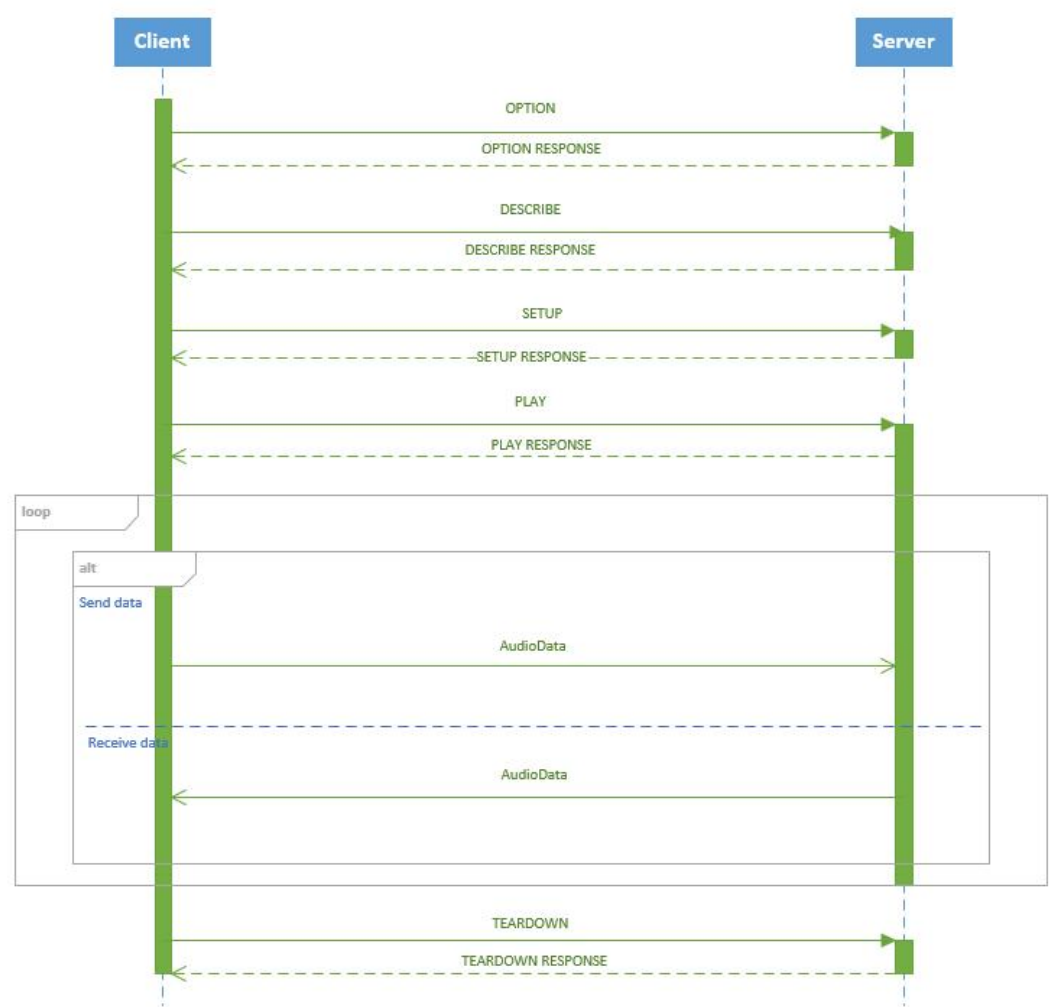 Client
Server
OPTION
OPTION RESPONSE
DESCRIBE
DESCRIBE RESPONSE
SETUP
SETUP RESPONSE
PLAY
PLAY RESPONSE
loop
alt
Send data
AudioData
Receive data
AudioData
TEARDOWN
TEARDOWN RESPONSE